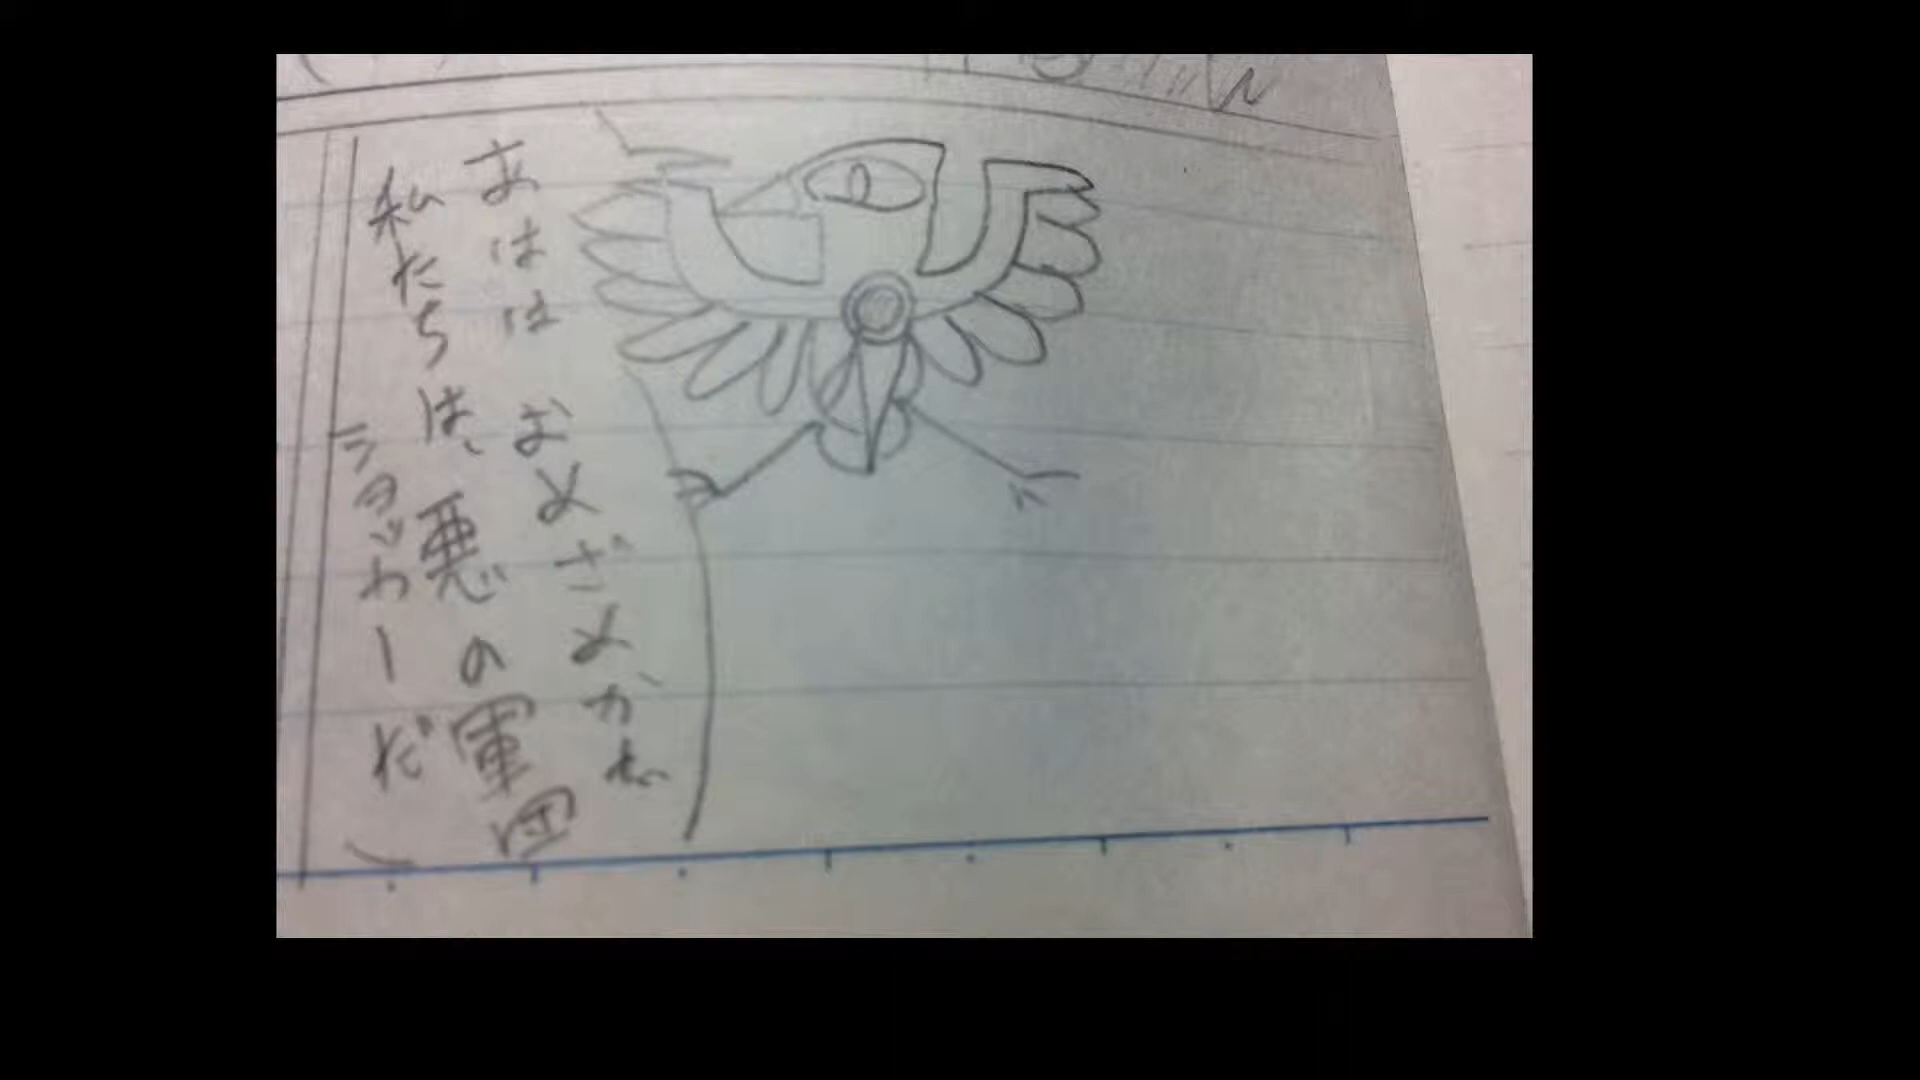 あははおめざめかね
私たちは、悪の軍団
ショッカーだ